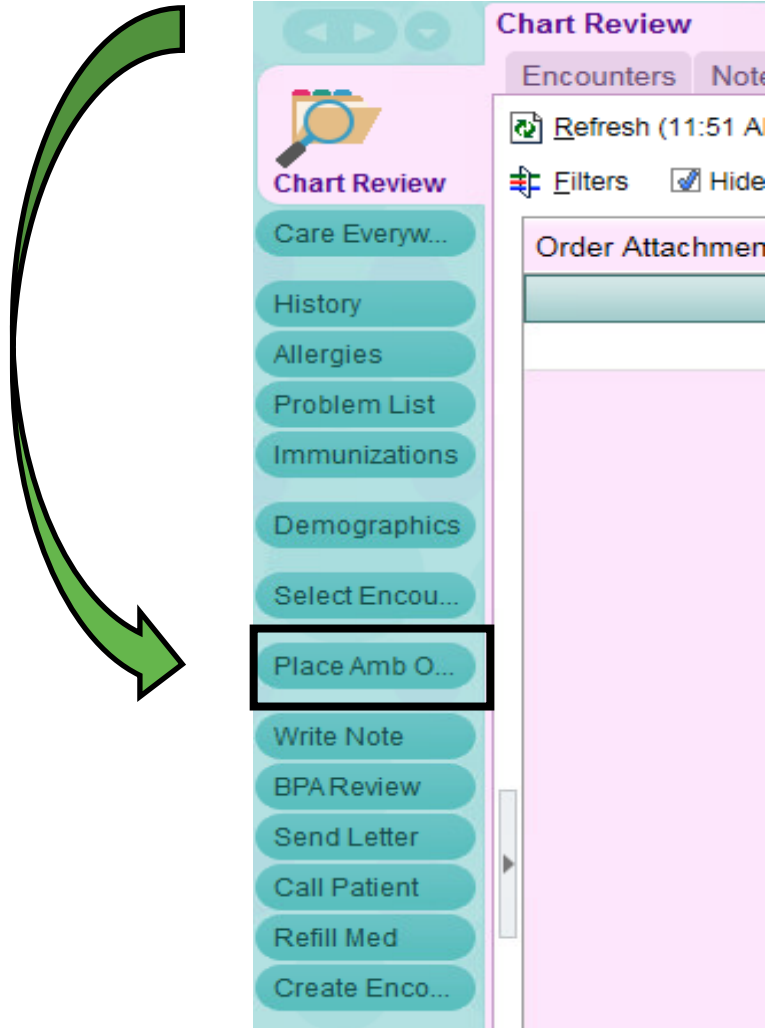 Chart Review
Encounters Note
Refresh (11:51 A
Filters Hide
Chart Review
Care Everyw...
Order Attachmen
History
Allergies
Problem List
Immunizations
Demographics
Select Encou...
Place Amb O...
Write Note
BPA Review
Send Letter
Call Patient
Refill Med
Create Enco...